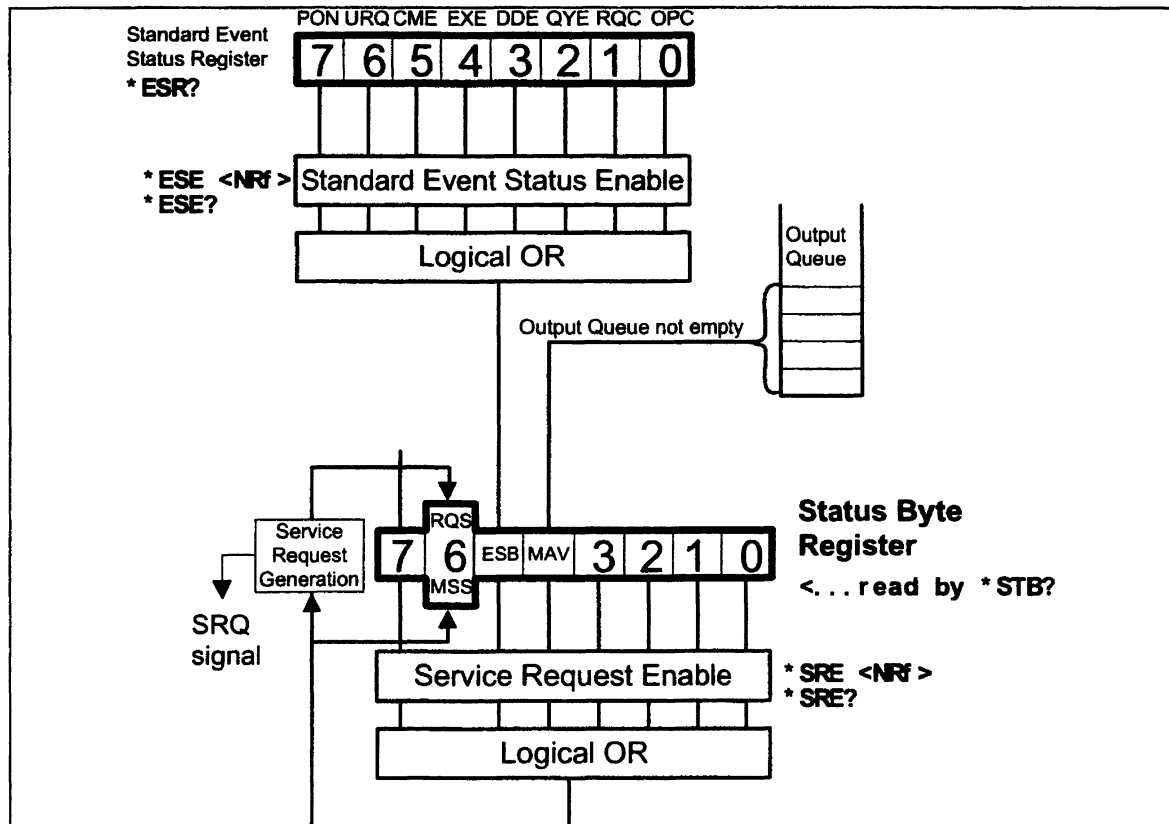 PON URQ CME EXE DDE QYE RQC OPC
Standard Event
Status Register
* ESR?
7 6 5 4 3 2 1 0
* ESE <NRf>
* ESE?
Standard Event Status Enable
Logical OR
Output
Queue
Output Queue not empty
Service
Request
Generation
SRQ
signal
RQS
7 6 ESB MAV 3 2 1 0
MSS
Status Byte
Register
<... read by * STB?
Service Request Enable
* SRE <NRf>
* SRE?
Logical OR